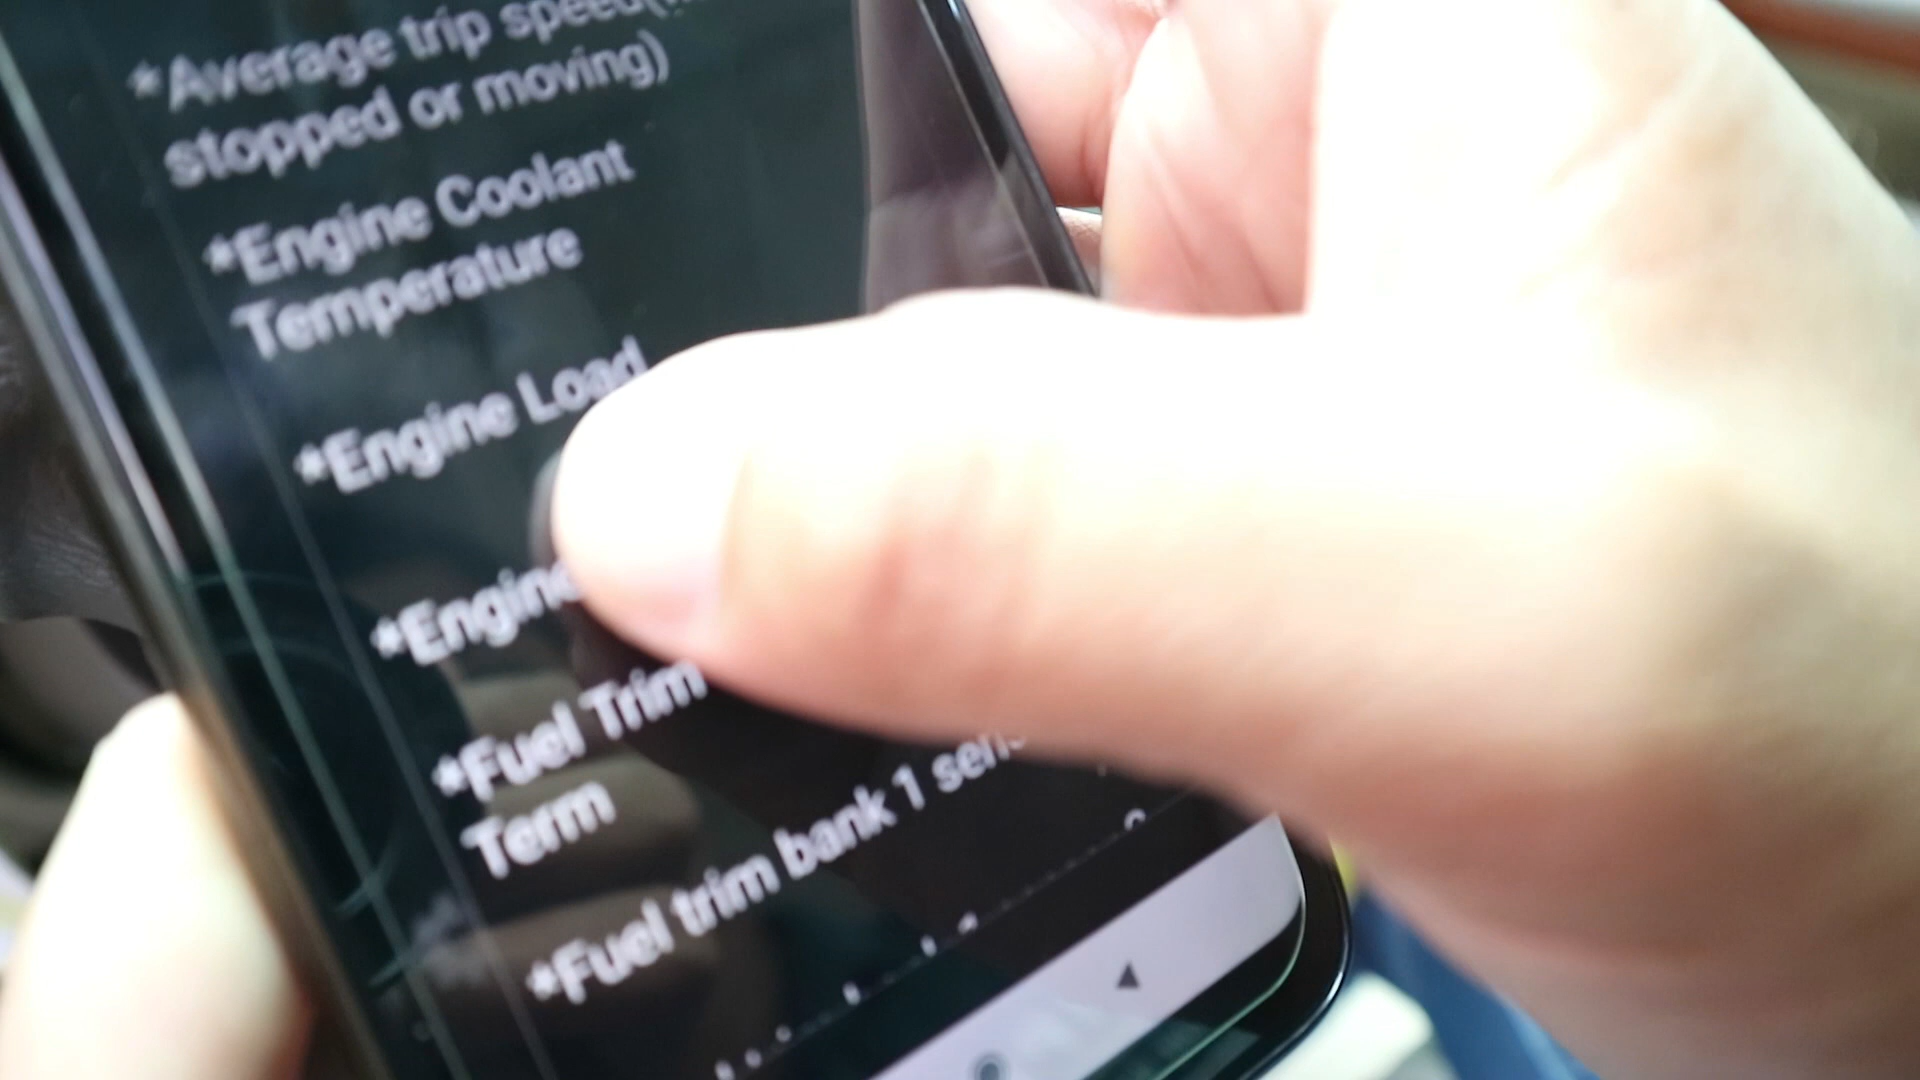 *Average trip speed
stopped or moving)
*Engine Coolant
Temperature
*Engine Load
*Engine
*Fuel Trim
Term
*Fuel trim bank 1